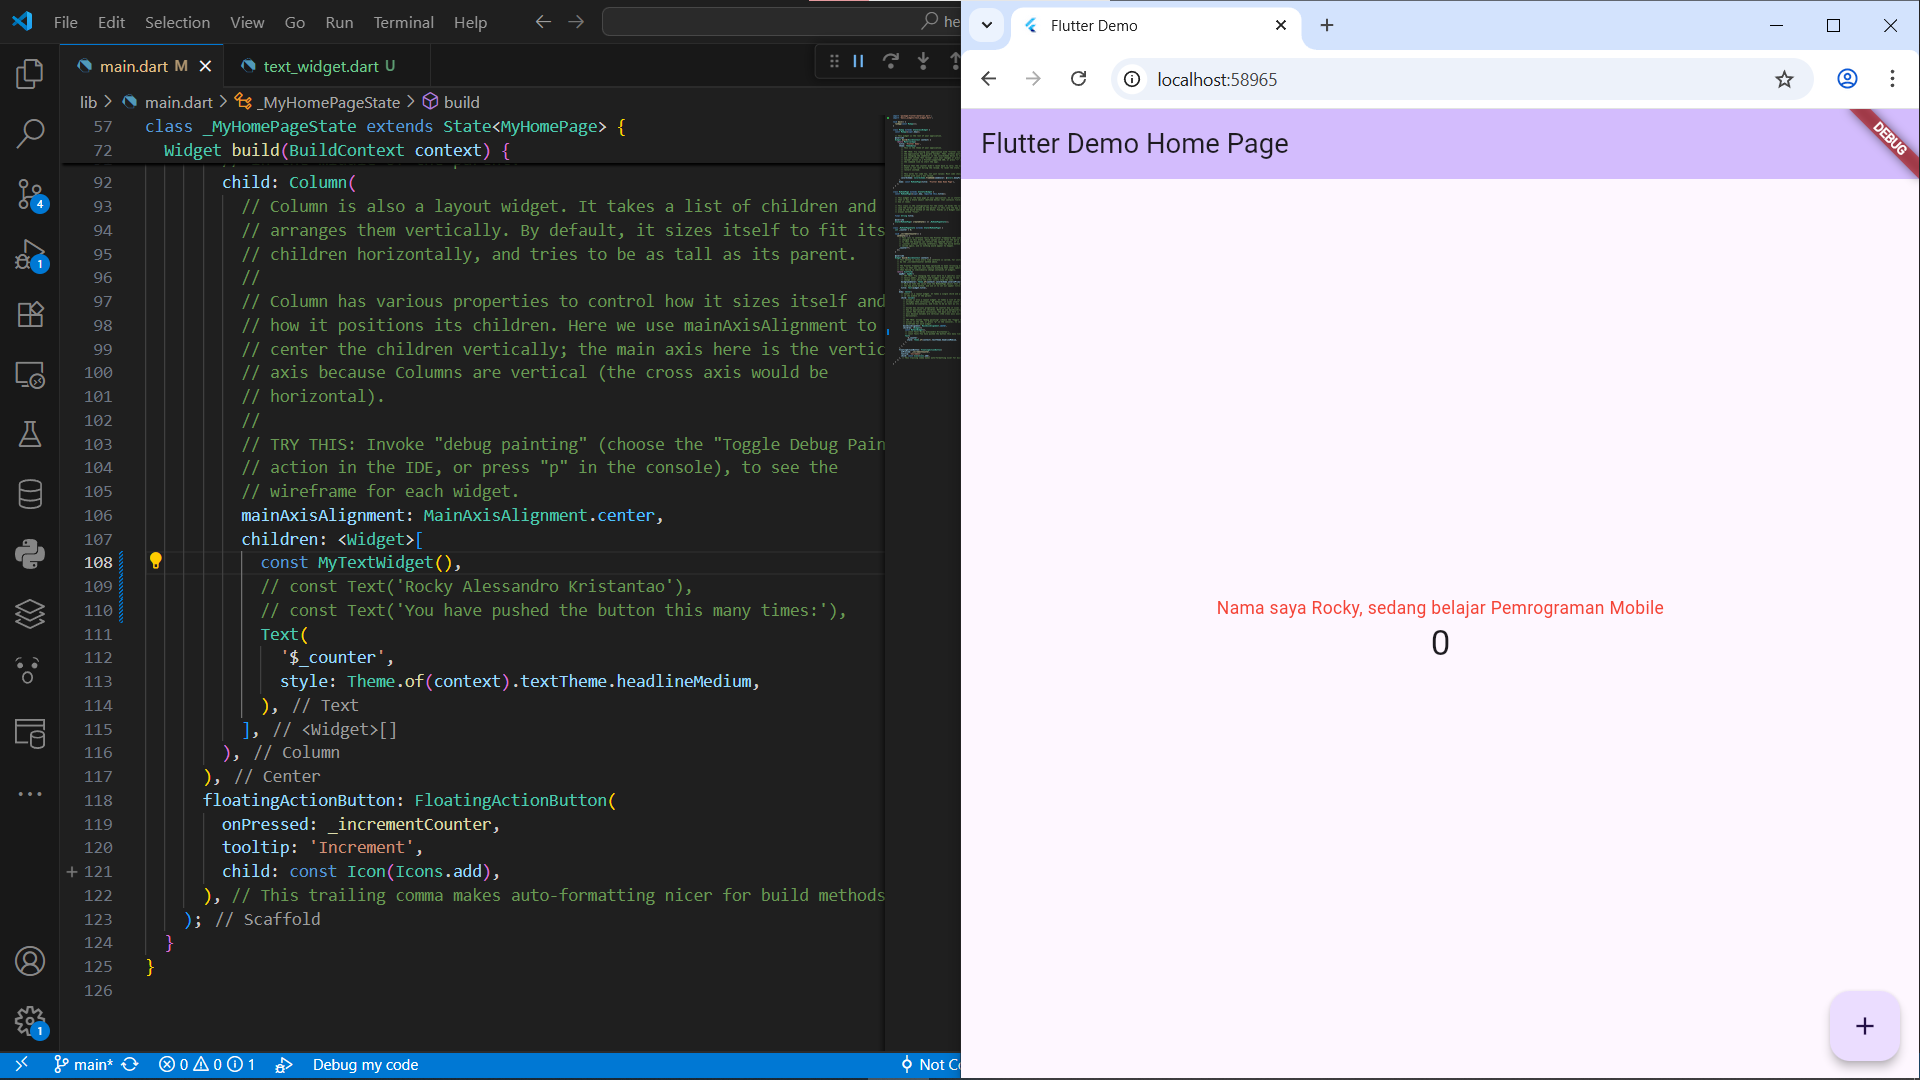 File Edit Selection View Go Run Terminal Help
he
main.dart M
text_widget.dart U
lib > main.dart > _MyHomePageState > build
57 class _MyHomePageState extends State<MyHomePage> {
72 Widget build(BuildContext context) {
92 child: Column(
93 // Column is also a layout widget. It takes a list of children and
94 // arranges them vertically. By default, it sizes itself to fit its
95 // children horizontally, and tries to be as tall as its parent.
96 //
97 // Column has various properties to control how it sizes itself and
98 // how it positions its children. Here we use mainAxisAlignment to
99 // center the children vertically; the main axis here is the vertic
100 // axis because Columns are vertical (the cross axis would be
101 // horizontal).
102 //
103 // TRY THIS: Invoke "debug painting" (choose the "Toggle Debug Pain
104 // action in the IDE, or press "p" in the console), to see the
105 // wireframe for each widget.
106 mainAxisAlignment: MainAxisAlignment.center,
107 children: <Widget>[
108 const MyTextWidget(),
109 // const Text('Rocky Alessandro Kristantao'),
110 // const Text('You have pushed the button this many times:'),
111 Text(
112 '$_counter',
113 style: Theme.of(context).textTheme.headlineMedium,
114 ), // Text
115 ], // <Widget>[]
116 ), // Column
117 ), // Center
118 floatingActionButton: FloatingActionButton(
119 onPressed: _incrementCounter,
120 tooltip: 'Increment',
121 child: const Icon(Icons.add),
122 ), // This trailing comma makes auto-formatting nicer for build methods
123 ); // Scaffold
124 }
125 }
126
4
1
1
main* 0 0 1 Debug my code Not Co
Flutter Demo
localhost:58965
Flutter Demo Home Page
DEBUG
Nama saya Rocky, sedang belajar Pemrograman Mobile
0
+